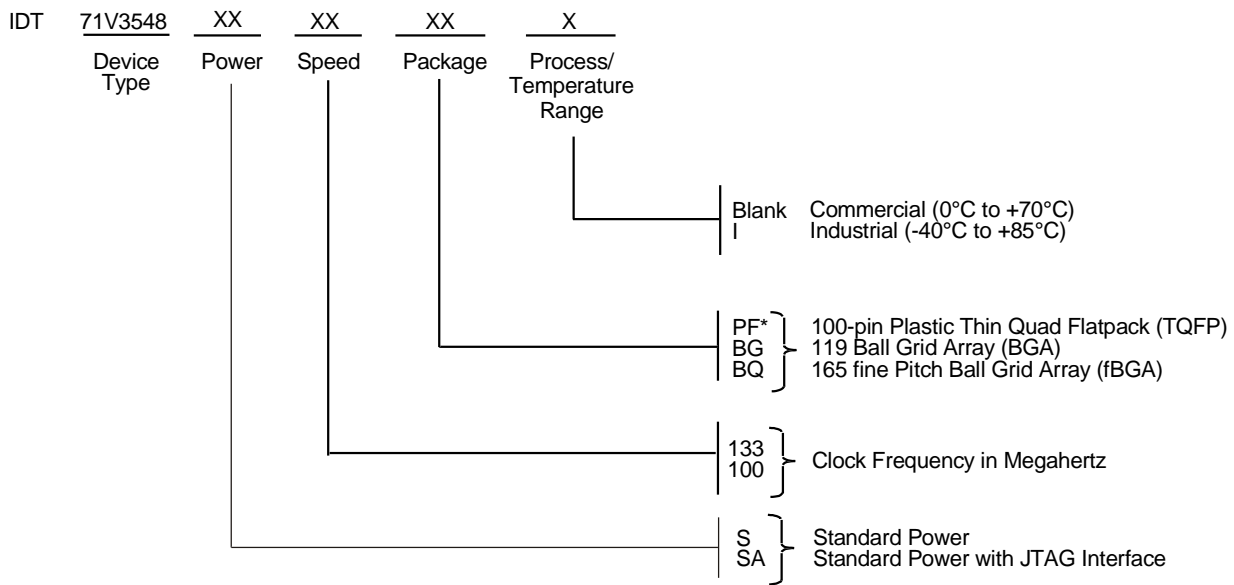 IDT 71V3548 XX XX XX X
Device Type Power Speed Package Process/ Temperature Range
Blank Commercial (0°C to +70°C)
I Industrial (-40°C to +85°C)
PF* 100-pin Plastic Thin Quad Flatpack (TQFP)
BG 119 Ball Grid Array (BGA)
BQ 165 fine Pitch Ball Grid Array (fBGA)
133
100
Clock Frequency in Megahertz
S Standard Power
SA Standard Power with JTAG Interface